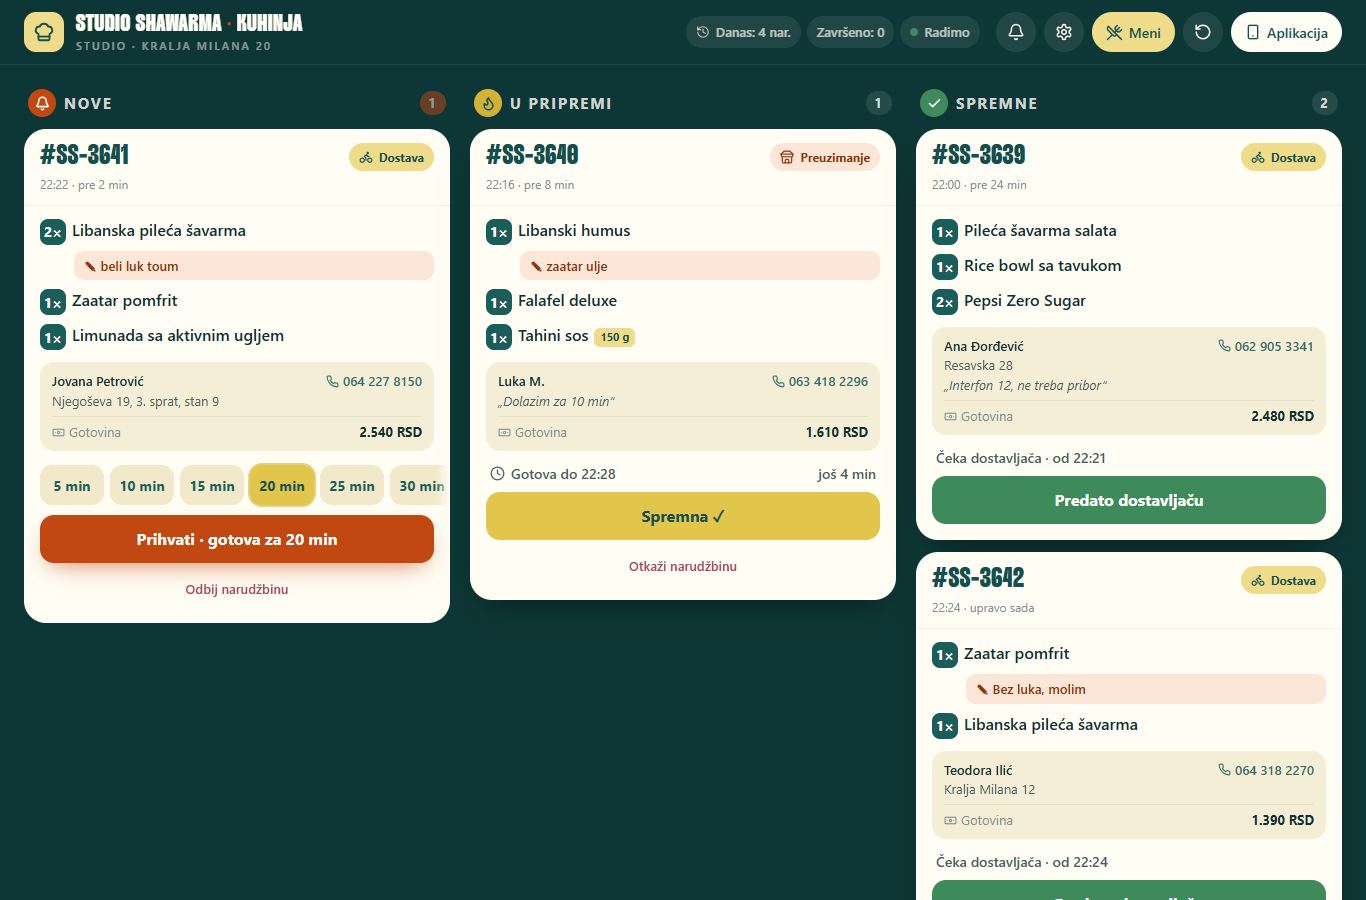 STUDIO SHAWARMA · KUHINJA
STUDIO · KRALJA MILANA 20
Danas: 4 nar.
Završeno: 0
Radimo
Meni
Aplikacija
NOVE
1
#SS-3641
Dostava
22:22 · pre 2 min
2× Libanska pileća šavarma
beli luk toum
1× Zaatar pomfrit
1× Limunada sa aktivnim ugljem
Jovana Petrović
064 227 8150
Njegoševa 19, 3. sprat, stan 9
Gotovina
2.540 RSD
5 min
10 min
15 min
20 min
25 min
30 min
Prihvati · gotova za 20 min
Odbij narudžbinu
U PRIPREMI
1
#SS-3640
Preuzimanje
22:16 · pre 8 min
1× Libanski humus
zaatar ulje
1× Falafel deluxe
1× Tahini sos 150 g
Luka M.
063 418 2296
„Dolazim za 10 min“
Gotovina
1.610 RSD
Gotova do 22:28
još 4 min
Spremna ✓
Otkaži narudžbinu
SPREMNE
2
#SS-3639
Dostava
22:00 · pre 24 min
1× Pileća šavarma salata
1× Rice bowl sa tavukom
2× Pepsi Zero Sugar
Ana Đorđević
062 905 3341
Resavska 28
„Interfon 12, ne treba pribor“
Gotovina
2.480 RSD
Čeka dostavljača · od 22:21
Predato dostavljaču
#SS-3642
Dostava
22:24 · upravo sada
1× Zaatar pomfrit
Bez luka, molim
1× Libanska pileća šavarma
Teodora Ilić
064 318 2270
Kralja Milana 12
Gotovina
1.390 RSD
Čeka dostavljača · od 22:24